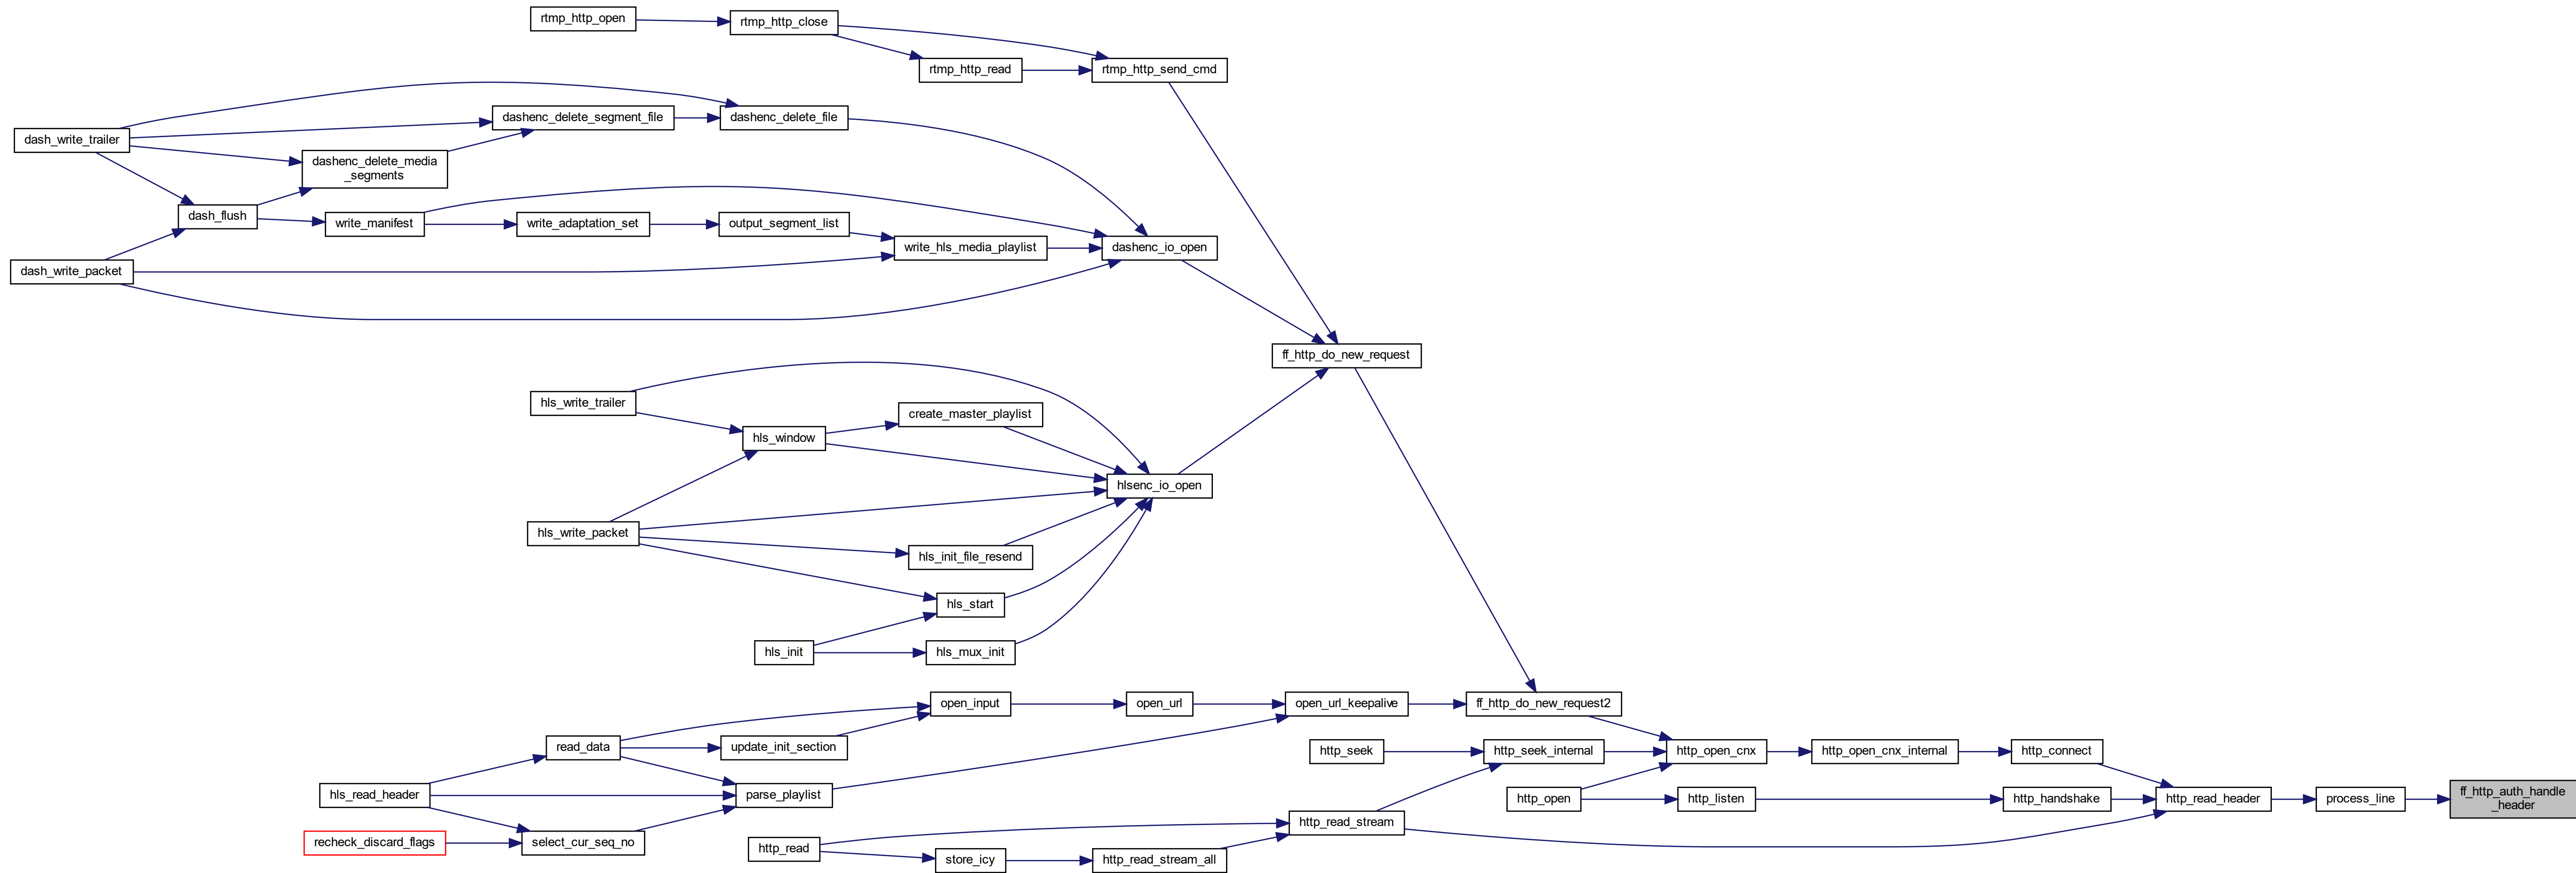 rtmp_http_open
rtmp_http_close
rtmp_http_read
rtmp_http_send_cmd
dash_write_trailer
dashenc_delete_segment_file
dashenc_delete_file
dashenc_delete_media
_segments
dash_flush
write_manifest
write_adaptation_set
output_segment_list
write_hls_media_playlist
dashenc_io_open
dash_write_packet
ff_http_do_new_request
hls_write_trailer
create_master_playlist
hls_window
hlsenc_io_open
hls_write_packet
hls_init_file_resend
hls_start
hls_init
hls_mux_init
open_input
open_url
open_url_keepalive
ff_http_do_new_request2
read_data
update_init_section
http_seek
http_seek_internal
http_open_cnx
http_open_cnx_internal
http_connect
hls_read_header
parse_playlist
http_open
http_listen
http_handshake
http_read_header
process_line
ff_http_auth_handle
_header
recheck_discard_flags
select_cur_seq_no
http_read
http_read_stream
store_icy
http_read_stream_all